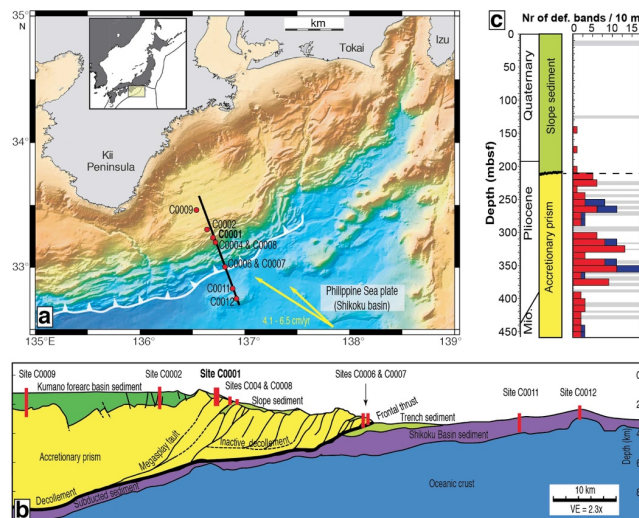 35°
N
34°
33°
135°E
136°
137°
138°
139°
km
Tokai
Izu
Kii
Peninsula
C0009
C0002
C0001
C0004 & C0008
C0006 & C0007
C0011
C0012
Philippine Sea plate
(Shikoku basin)
4.1 - 6.5 cm/yr
a
c
Nr of def. bands / 10 m
0
50
100
150
200
250
300
350
400
450
Depth (mbsf)
Quaternary
Pliocene
Mio.
Slope sediment
Accretionary prism
Site C0009
Site C0002
Site C0001
Sites C004 & C0008
Sites C0006 & C0007
Site C0011
Site C0012
Kumano forearc basin sediment
Slope sediment
Frontal thrust
Trench sediment
Megasplay fault
Inactive decollement
Shikoku Basin sediment
Accretionary prism
Decollement
Subducted sediment
Oceanic crust
Depth (km)
0
2
10 km
VE = 2.3x
b